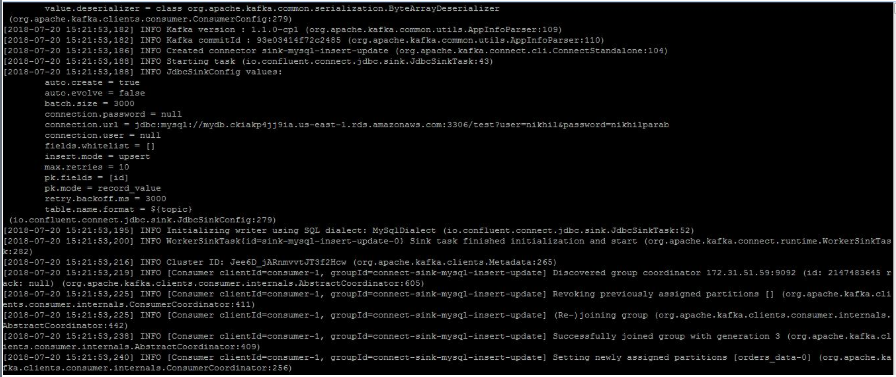 value.deserializer = class org.apache.kafka.common.serialization.ByteArrayDeserializer
(org.apache.kafka.clients.consumer.ConsumerConfig:279)
[2018-07-20 15:21:53,182] INFO Kafka version : 1.1.0-cp1 (org.apache.kafka.common.utils.AppInfoParser:109)
[2018-07-20 15:21:53,182] INFO Kafka commitId : 93e03414f72c2485 (org.apache.kafka.common.utils.AppInfoParser:110)
[2018-07-20 15:21:53,186] INFO Created connector sink-mysql-insert-update (org.apache.kafka.connect.cli.ConnectStandalone:104)
[2018-07-20 15:21:53,188] INFO Starting task (io.confluent.connect.jdbc.sink.JdbcSinkTask:43)
[2018-07-20 15:21:53,188] INFO JdbcSinkConfig values:
auto.create = true
auto.evolve = false
batch.size = 3000
connection.password = null
connection.url = jdbc:mysql://mydb.ckiakp4jj9ia.us-east-1.rds.amazonaws.com:3306/test?user=nikhil&password=nikhilparab
connection.user = null
fields.whitelist = []
insert.mode = upsert
max.retries = 10
pk.fields = [id]
pk.mode = record_value
retry.backoff.ms = 3000
table.name.format = ${topic}
(io.confluent.connect.jdbc.sink.JdbcSinkConfig:279)
[2018-07-20 15:21:53,195] INFO Initializing writer using SQL dialect: MySqlDialect (io.confluent.connect.jdbc.sink.JdbcSinkTask:52)
[2018-07-20 15:21:53,200] INFO WorkerSinkTask{id=sink-mysql-insert-update-0} Sink task finished initialization and start (org.apache.kafka.connect.runtime.WorkerSinkTas
k:282)
[2018-07-20 15:21:53,216] INFO Cluster ID: Jee6D_jARnmvvtJT3f2Hcw (org.apache.kafka.clients.Metadata:265)
[2018-07-20 15:21:53,219] INFO [Consumer clientId=consumer-1, groupId=connect-sink-mysql-insert-update] Discovered group coordinator 172.31.51.59:9092 (id: 2147483645 r
ack: null) (org.apache.kafka.clients.consumer.internals.AbstractCoordinator:605)
[2018-07-20 15:21:53,225] INFO [Consumer clientId=consumer-1, groupId=connect-sink-mysql-insert-update] Revoking previously assigned partitions [] (org.apache.kafka.cli
ents.consumer.internals.ConsumerCoordinator:411)
[2018-07-20 15:21:53,225] INFO [Consumer clientId=consumer-1, groupId=connect-sink-mysql-insert-update] (Re-)joining group (org.apache.kafka.clients.consumer.internals.
AbstractCoordinator:442)
[2018-07-20 15:21:53,238] INFO [Consumer clientId=consumer-1, groupId=connect-sink-mysql-insert-update] Successfully joined group with generation 3 (org.apache.kafka.cl
ients.consumer.internals.AbstractCoordinator:409)
[2018-07-20 15:21:53,240] INFO [Consumer clientId=consumer-1, groupId=connect-sink-mysql-insert-update] Setting newly assigned partitions [orders_data-0] (org.apache.ka
fka.clients.consumer.internals.ConsumerCoordinator:256)